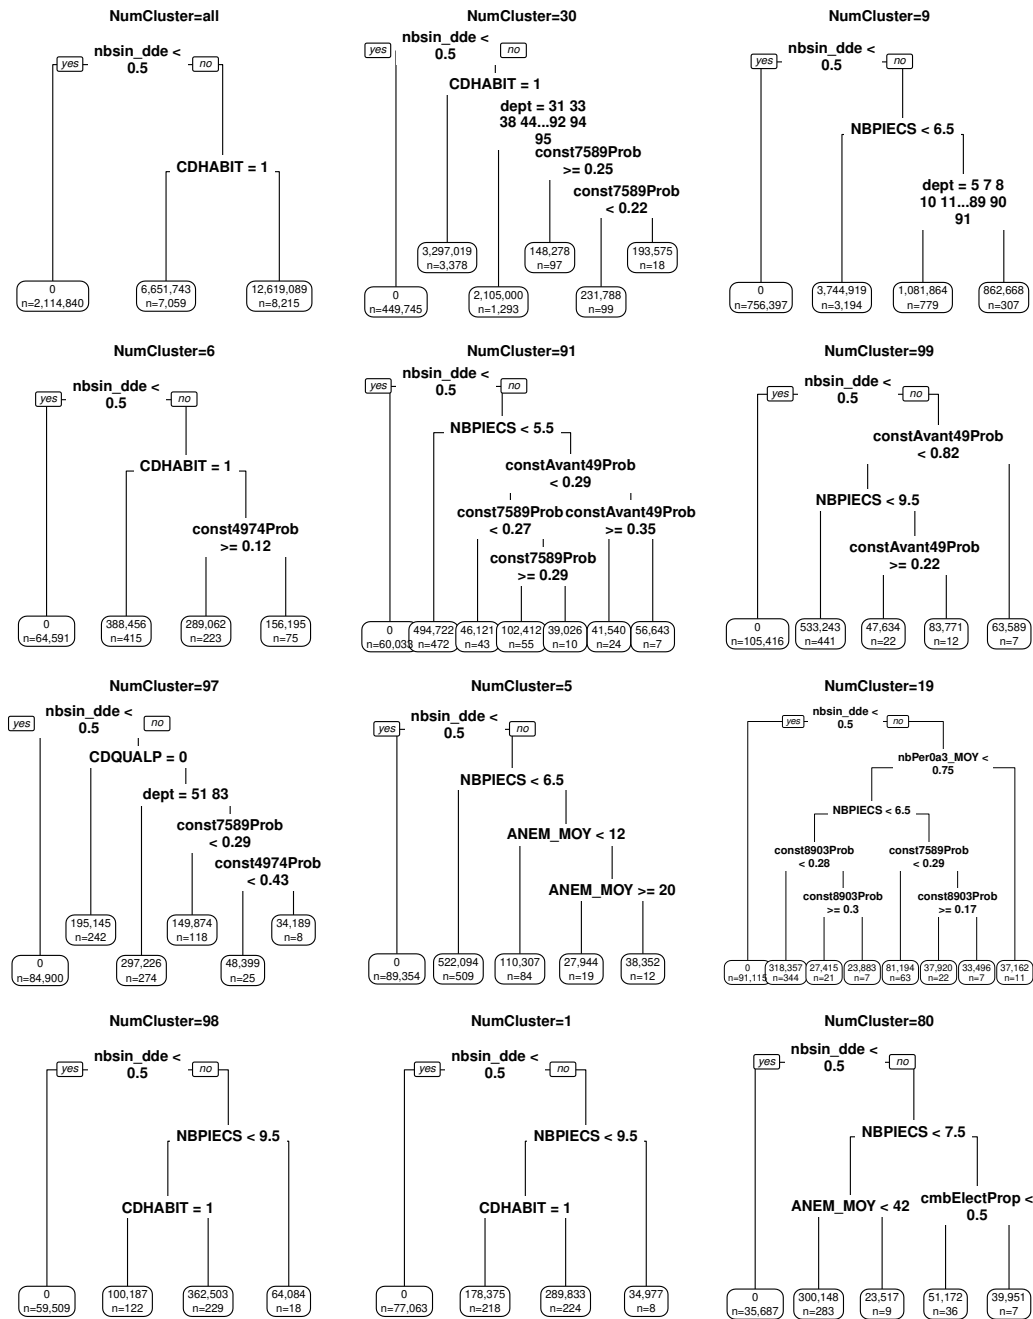 NumCluster=all
nbsin_dde <
yes
0.5
no
CDHABIT = 1
0
n=2,114,840
6,651,743
n=7,059
12,619,089
n=8,215
NumCluster=30
nbsin_dde <
yes
0.5
no
CDHABIT = 1
dept = 31 33
38 44...92 94
95
const7589Prob
>= 0.25
const7589Prob
< 0.22
3,297,019
n=3,378
148,278
n=97
193,575
n=18
0
n=449,745
2,105,000
n=1,293
231,788
n=99
NumCluster=9
nbsin_dde <
yes
0.5
no
NBPIECS < 6.5
dept = 5 7 8
10 11...89 90
91
0
n=756,397
3,744,919
n=3,194
1,081,864
n=779
862,668
n=307
NumCluster=6
nbsin_dde <
yes
0.5
no
CDHABIT = 1
const4974Prob
>= 0.12
0
n=64,591
388,456
n=415
289,062
n=223
156,195
n=75
NumCluster=91
nbsin_dde <
yes
0.5
no
NBPIECS < 5.5
constAvant49Prob
< 0.29
const7589Prob
< 0.27
constAvant49Prob
>= 0.35
const7589Prob
>= 0.29
0
n=60,033
494,722
n=472
46,121
n=43
102,412
n=55
39,026
n=10
41,540
n=24
56,643
n=7
NumCluster=99
nbsin_dde <
yes
0.5
no
constAvant49Prob
< 0.82
NBPIECS < 9.5
constAvant49Prob
>= 0.22
0
n=105,416
533,243
n=441
47,634
n=22
83,771
n=12
63,589
n=7
NumCluster=97
nbsin_dde <
yes
0.5
no
CDQUALP = 0
dept = 51 83
const7589Prob
< 0.29
const4974Prob
< 0.43
195,145
n=242
149,874
n=118
34,189
n=8
0
n=84,900
297,226
n=274
48,399
n=25
NumCluster=5
nbsin_dde <
yes
0.5
no
NBPIECS < 6.5
ANEM_MOY < 12
ANEM_MOY >= 20
0
n=89,354
522,094
n=509
110,307
n=84
27,944
n=19
38,352
n=12
NumCluster=19
nbsin_dde <
yes
0.5
no
nbPer0a3_MOY <
0.75
NBPIECS < 6.5
const8903Prob
< 0.28
const7589Prob
< 0.29
const8903Prob
>= 0.3
const8903Prob
>= 0.17
0
n=91,115
318,357
n=344
27,415
n=21
23,883
n=7
81,194
n=63
37,920
n=22
33,496
n=7
37,162
n=11
NumCluster=98
nbsin_dde <
yes
0.5
no
NBPIECS < 9.5
CDHABIT = 1
0
n=59,509
100,187
n=122
362,503
n=229
64,084
n=18
NumCluster=1
nbsin_dde <
yes
0.5
no
NBPIECS < 9.5
CDHABIT = 1
0
n=77,063
178,375
n=218
289,833
n=224
34,977
n=8
NumCluster=80
nbsin_dde <
yes
0.5
no
NBPIECS < 7.5
ANEM_MOY < 42
cmbElectProp <
0.5
0
n=35,687
300,148
n=283
23,517
n=9
51,172
n=36
39,951
n=7